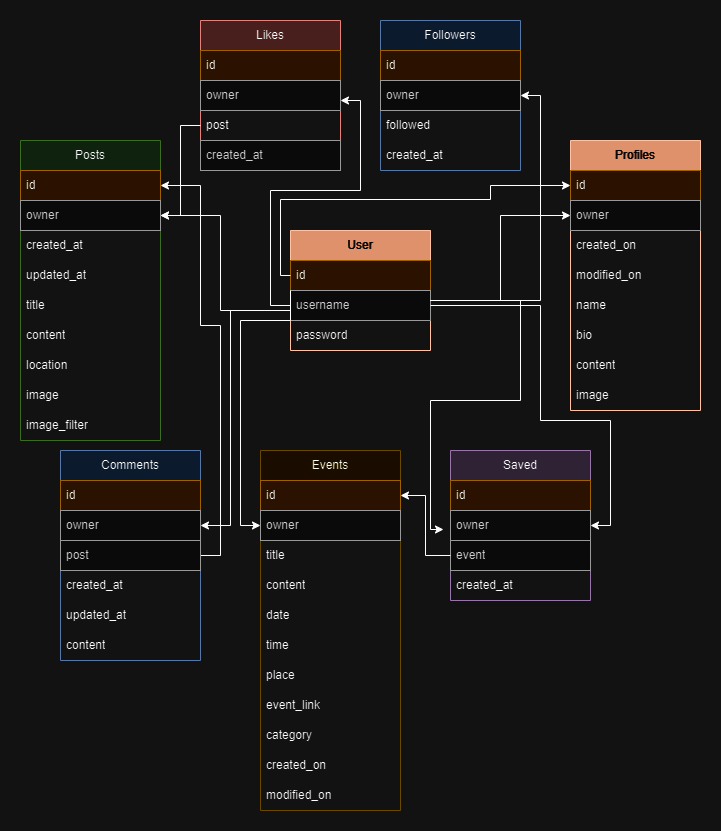 Likes
id
owner
post
created_at
Followers
id
owner
followed
created_at
Posts
id
owner
created_at
updated_at
title
content
location
image
image_filter
User
id
username
password
Profiles
id
owner
created_on
modified_on
name
bio
content
image
Comments
id
owner
post
created_at
updated_at
content
Events
id
owner
title
content
date
time
place
event_link
category
created_on
modified_on
Saved
id
owner
event
created_at